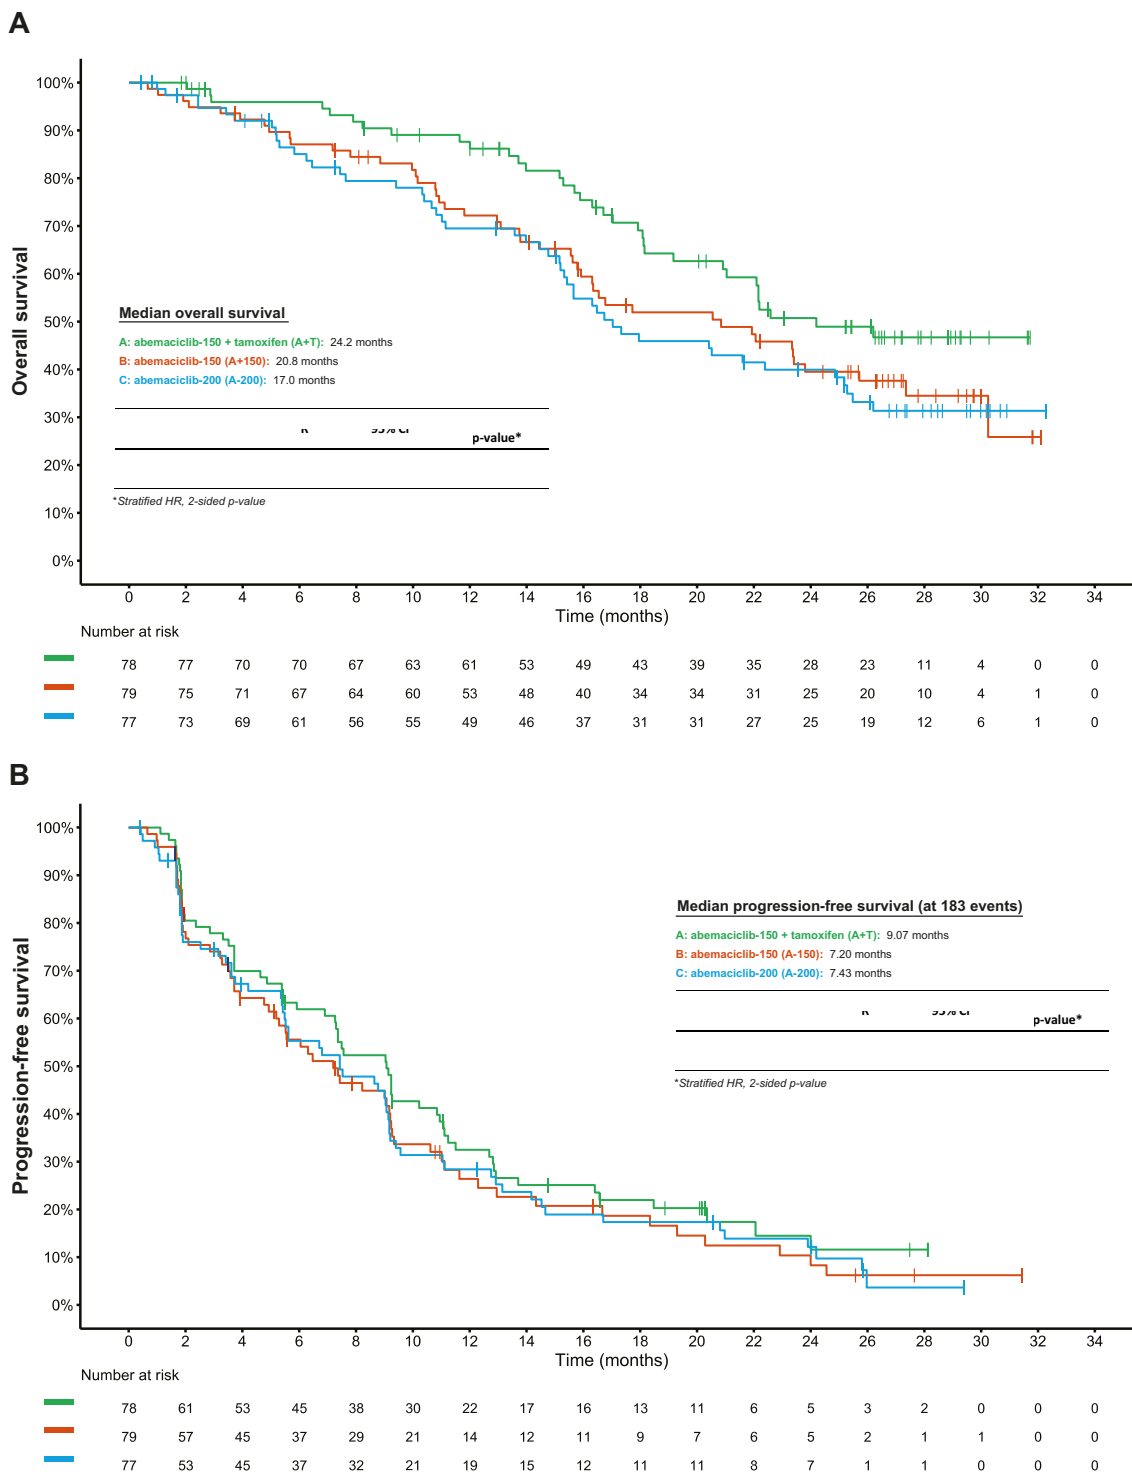 A
Overall survival
100%
90%
80%
70%
60%
50%
40%
30%
20%
10%
0%
Median overall survival
A: abemaciclib-150 + tamoxifen (A+T): 24.2 months
B: abemaciclib-150 (A+150): 20.8 months
C: abemaciclib-200 (A-200): 17.0 months
95% CI p-value*
*Stratified HR, 2-sided p-value
0 2 4 6 8 10 12 14 16 18 20 22 24 26 28 30 32 34
Time (months)
Number at risk
78 77 70 70 67 63 61 53 49 43 39 35 28 23 11 4 0 0
79 75 71 67 64 60 53 48 40 34 34 31 25 20 10 4 1 0
77 73 69 61 56 55 49 46 37 31 31 27 25 19 12 6 1 0
B
Progression-free survival
100%
90%
80%
70%
60%
50%
40%
30%
20%
10%
0%
Median progression-free survival (at 183 events)
A: abemaciclib-150 + tamoxifen (A+T): 9.07 months
B: abemaciclib-150 (A-150): 7.20 months
C: abemaciclib-200 (A-200): 7.43 months
95% CI p-value*
*Stratified HR, 2-sided p-value
0 2 4 6 8 10 12 14 16 18 20 22 24 26 28 30 32 34
Time (months)
Number at risk
78 61 53 45 38 30 22 17 16 13 11 6 5 3 2 0 0 0
79 57 45 37 29 21 14 12 11 9 7 6 5 2 1 1 0 0
77 53 45 37 32 21 19 15 12 11 11 8 7 1 1 0 0 0